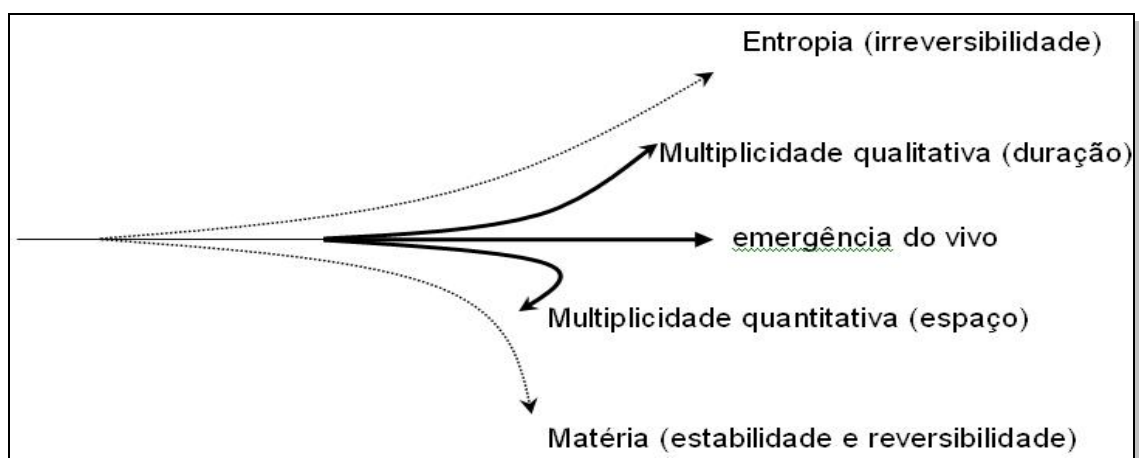 Entropia (irreversibilidade)
Multiplicidade qualitativa (duração)
emergência do vivo
Multiplicidade quantitativa (espaço)
Matéria (estabilidade e reversibilidade)